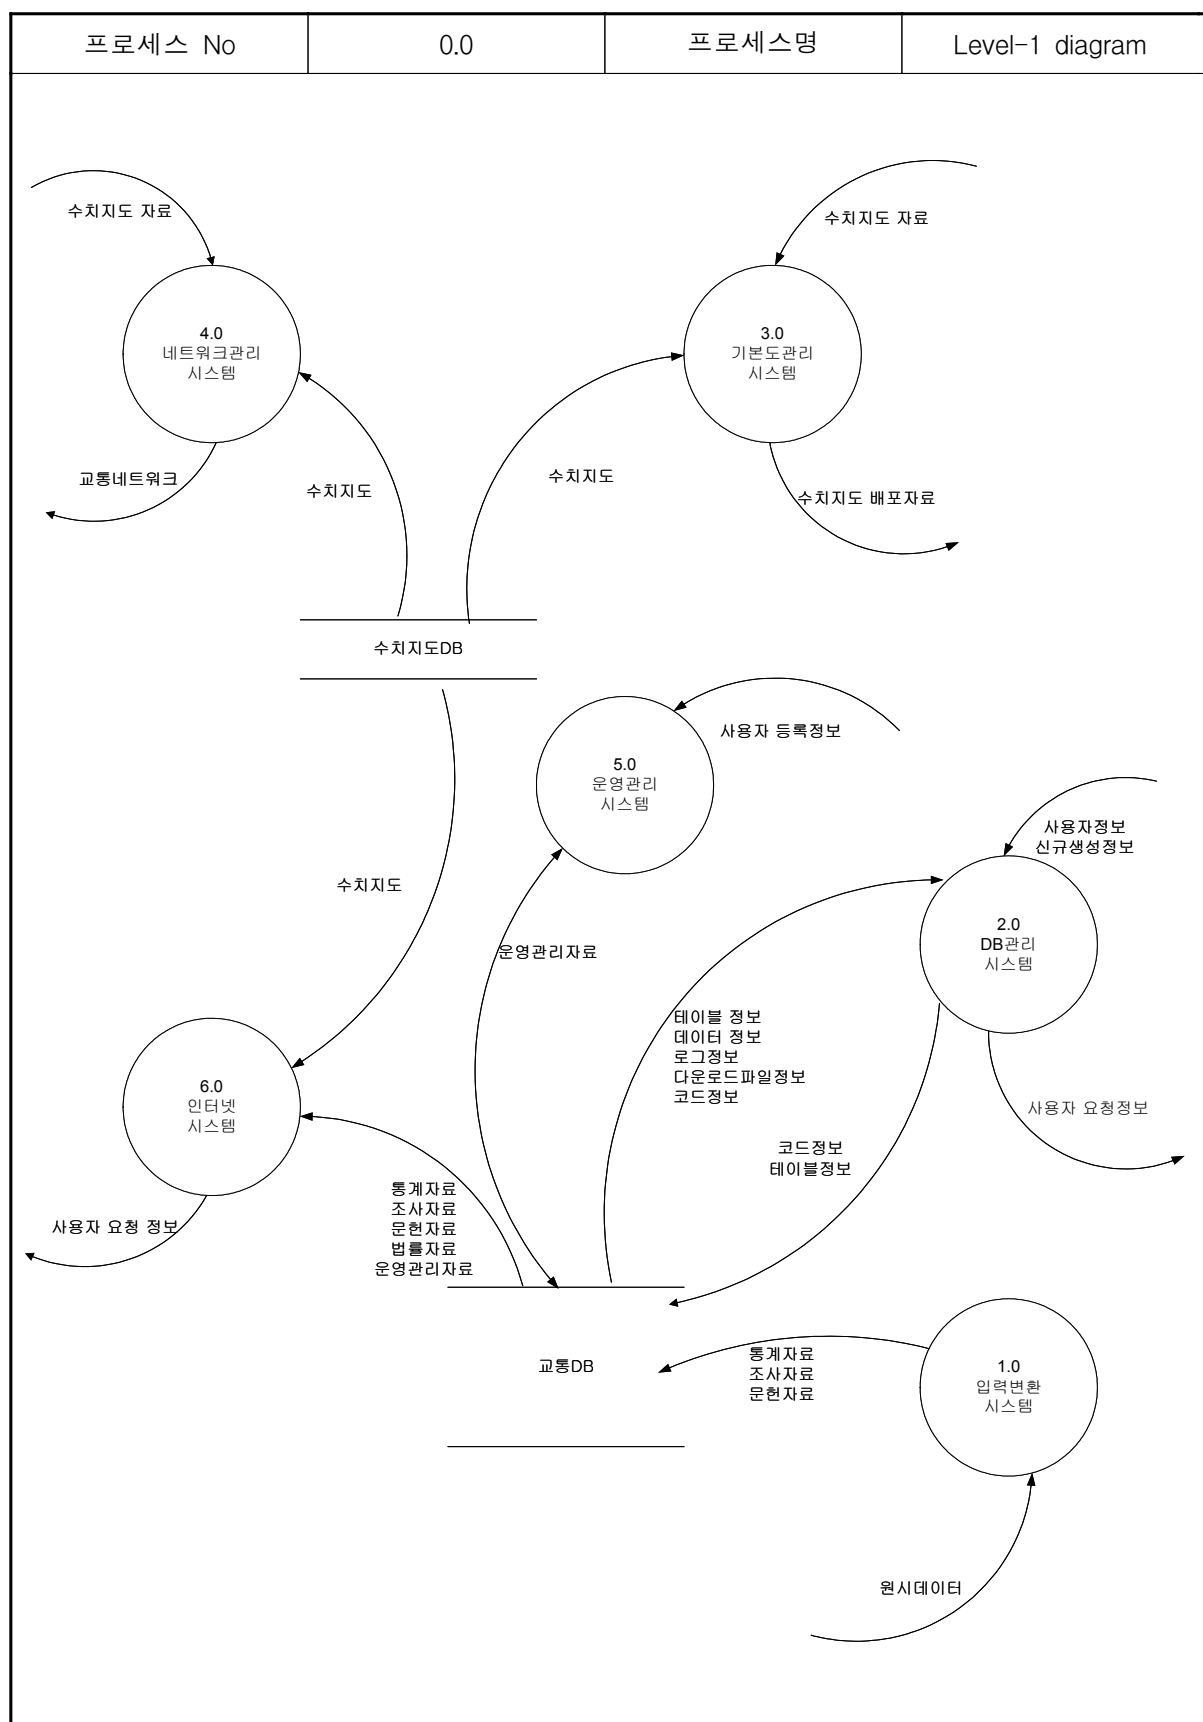 프로세스 No 0.0 프로세스명 Level-1 diagram
수치지도 자료
수치지도 자료
4.0
네트워크관리
시스템
3.0
기본도관리
시스템
교통네트워크
수치지도
수치지도
수치지도 배포자료
수치지도DB
사용자 등록정보
5.0
운영관리
시스템
사용자정보
신규생성정보
수치지도
2.0
DB관리
시스템
운영관리자료
테이블 정보
데이터 정보
로그정보
다운로드파일정보
코드정보
6.0
인터넷
시스템
사용자 요청정보
코드정보
테이블정보
통계자료
조사자료
문헌자료
법률자료
운영관리자료
사용자 요청 정보
교통DB
통계자료
조사자료
문헌자료
1.0
입력변환
시스템
원시데이터